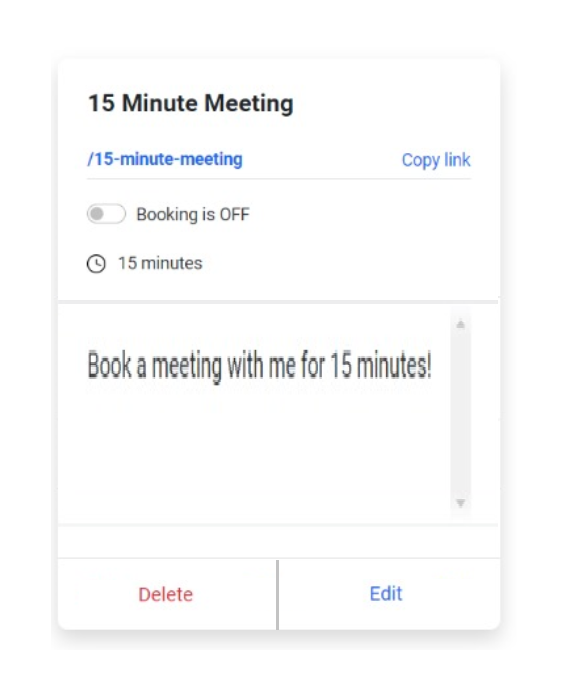 15 Minute Meeting
/15-minute-meeting Copy link
Booking is OFF
15 minutes
Book a meeting with me for 15 minutes!
Delete Edit